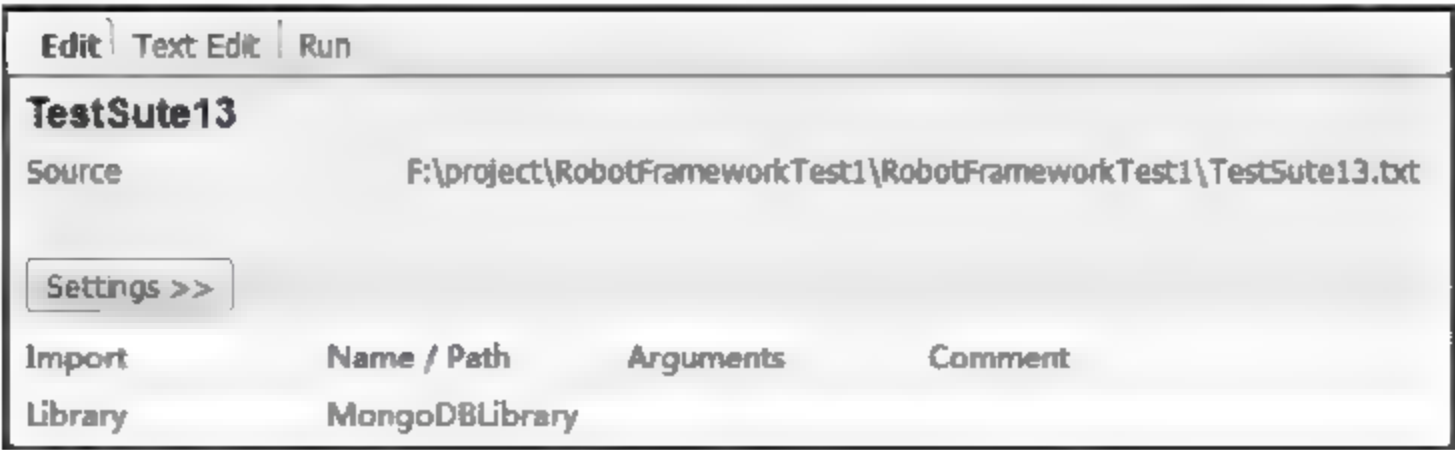 Edit Text Edit Run
TestSute13
Source F:\project\RobotFrameworkTest1\RobotFrameworkTest1\TestSute13.txt
Settings >>
Import Name / Path Arguments Comment
Library MongoDBLibrary